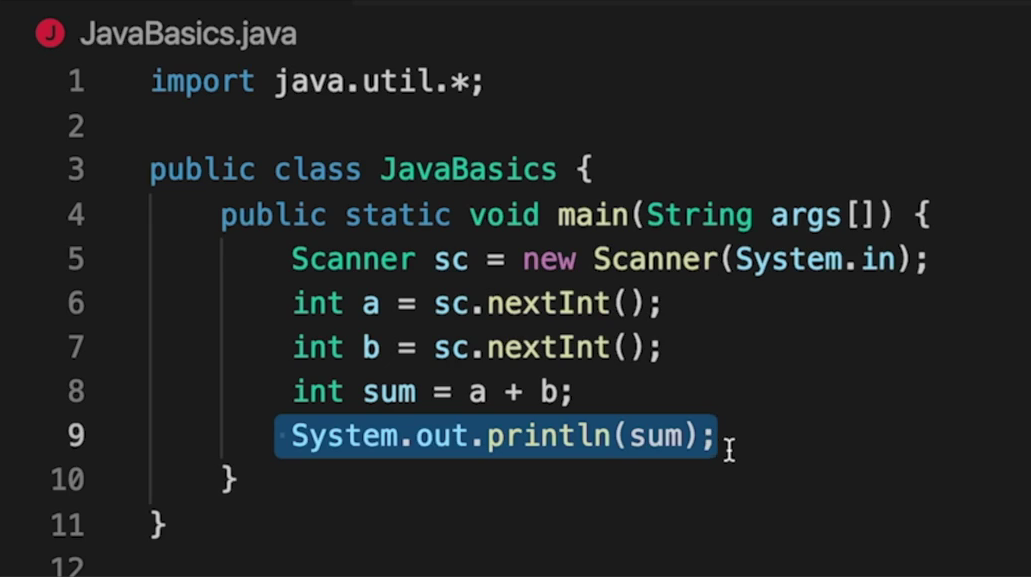 J JavaBasics.java
1 import java.util.*;
2
3 public class JavaBasics {
4 public static void main(String args[]) {
5 Scanner sc = new Scanner(System.in);
6 int a = sc.nextInt();
7 int b = sc.nextInt();
8 int sum = a + b;
9 System.out.println(sum);
10 }
11 }
12